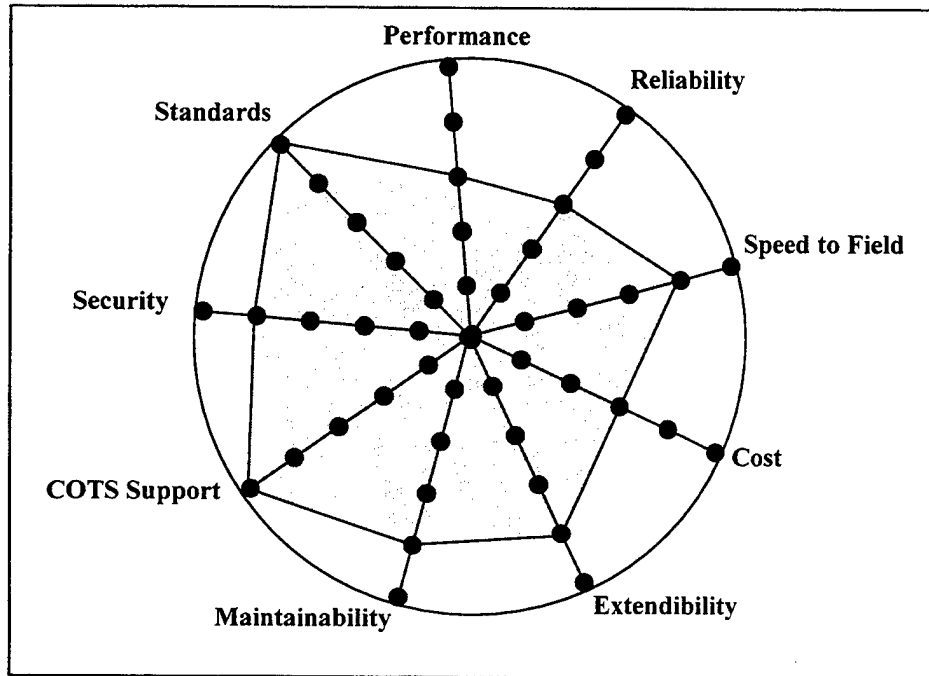 Performance
Reliability
Standards
Speed to Field
Security
Cost
COTS Support
Extendibility
Maintainability